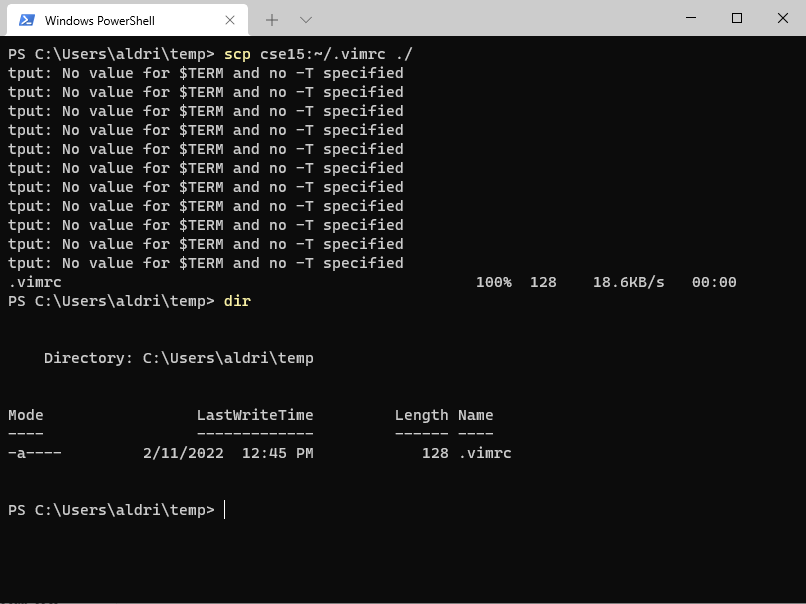 Windows PowerShell
PS C:\Users\aldri\temp> scp cse15:~/.vimrc ./
tput: No value for $TERM and no -T specified
tput: No value for $TERM and no -T specified
tput: No value for $TERM and no -T specified
tput: No value for $TERM and no -T specified
tput: No value for $TERM and no -T specified
tput: No value for $TERM and no -T specified
tput: No value for $TERM and no -T specified
tput: No value for $TERM and no -T specified
tput: No value for $TERM and no -T specified
tput: No value for $TERM and no -T specified
tput: No value for $TERM and no -T specified
.vimrc 100% 128 18.6KB/s 00:00
PS C:\Users\aldri\temp> dir
Directory: C:\Users\aldri\temp
Mode LastWriteTime Length Name
---- ------------- ------ ----
-a---- 2/11/2022 12:45 PM 128 .vimrc
PS C:\Users\aldri\temp>